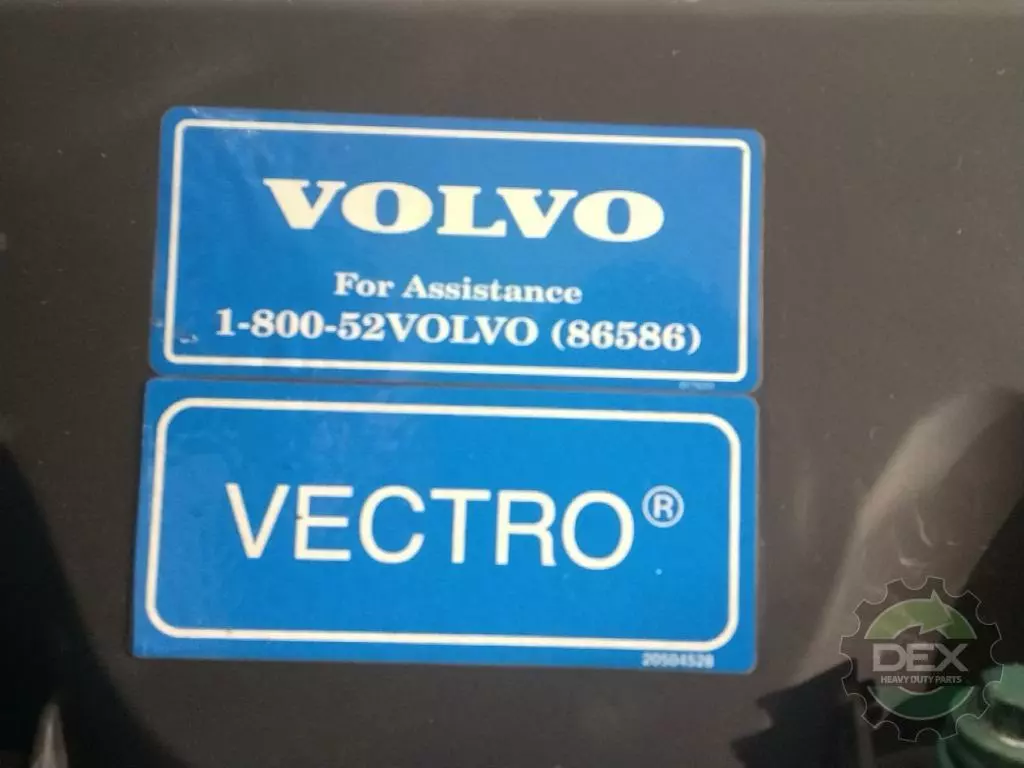 VOLVO
For Assistance
1-800-52VOLVO (86586)
VECTRO®
20504528
DEX
HEAVY DUTY PARTS